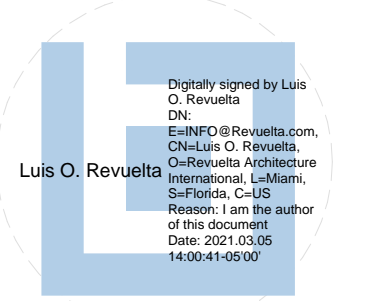 Luis O. Revuelta
Digitally signed by Luis
O. Revuelta
DN:
E=INFO@Revuelta.com,
CN=Luis O. Revuelta,
O=Revuelta Architecture
International, L=Miami,
S=Florida, C=US
Reason: I am the author
of this document
Date: 2021.03.05
14:00:41-05'00'